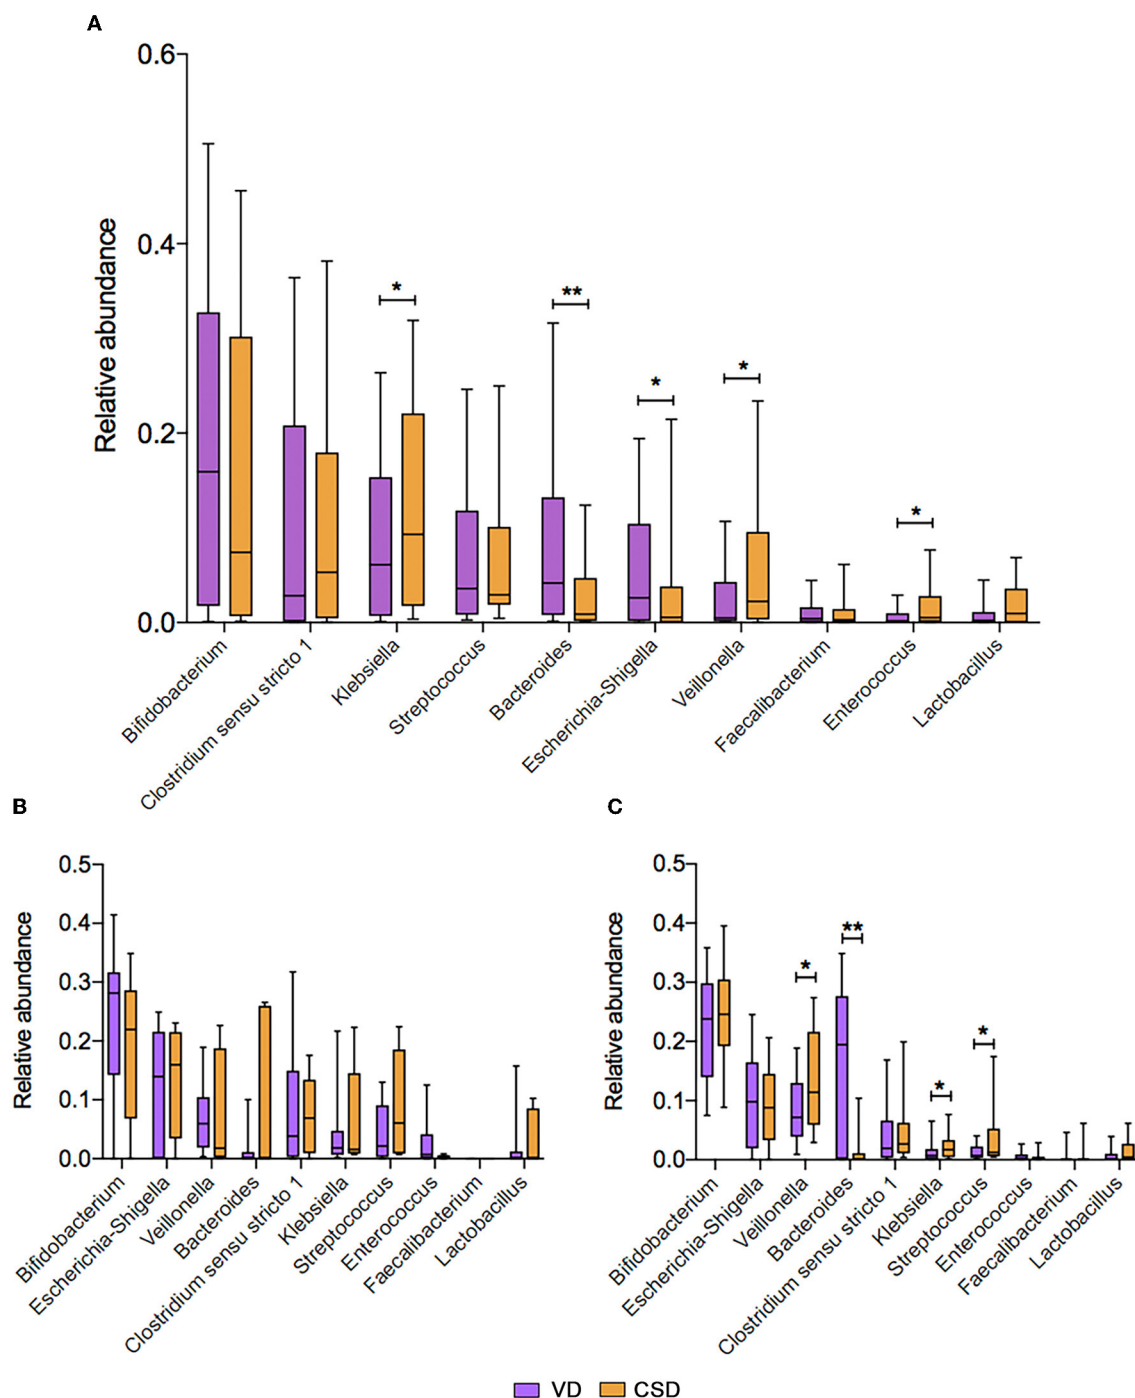 A
0.6
0.4
0.2
0.0
Relative abundance
*
**
*
*
*
Bifidobacterium
Clostridium sensu stricto 1
Klebsiella
Streptococcus
Bacteroides
Escherichia-Shigella
Veillonella
Faecalibacterium
Enterococcus
Lactobacillus
B
0.5
0.4
0.3
0.2
0.1
0.0
Relative abundance
Bifidobacterium
Escherichia-Shigella
Veillonella
Bacteroides
Clostridium sensu stricto 1
Klebsiella
Streptococcus
Enterococcus
Faecalibacterium
Lactobacillus
C
0.5
0.4
0.3
0.2
0.1
0.0
Relative abundance
*
**
*
*
Bifidobacterium
Escherichia-Shigella
Veillonella
Bacteroides
Clostridium sensu stricto 1
Klebsiella
Streptococcus
Enterococcus
Faecalibacterium
Lactobacillus
VD CSD